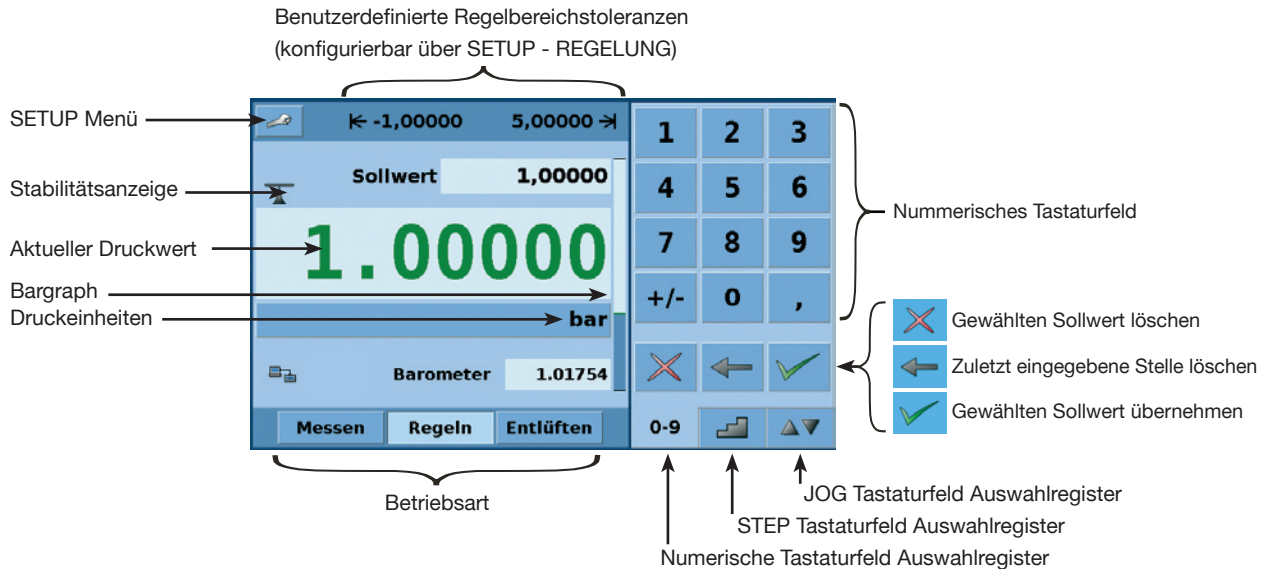 Benutzerdefinierte Regelbereichstoleranzen
(konfigurierbar über SETUP - REGELUNG)
SETUP Menü
-1,00000 5,00000
Stabilitätsanzeige
Sollwert 1,00000
Aktueller Druckwert
1.00000
Bargraph
Druckeinheiten
bar
Barometer 1.01754
Messen Regeln Entlüften
Betriebsart
1 2 3
4 5 6
7 8 9
+/- 0 ,
0-9
Nummerisches Tastaturfeld
Gewählten Sollwert löschen
Zuletzt eingegebene Stelle löschen
Gewählten Sollwert übernehmen
JOG Tastaturfeld Auswahlregister
STEP Tastaturfeld Auswahlregister
Numerische Tastaturfeld Auswahlregister